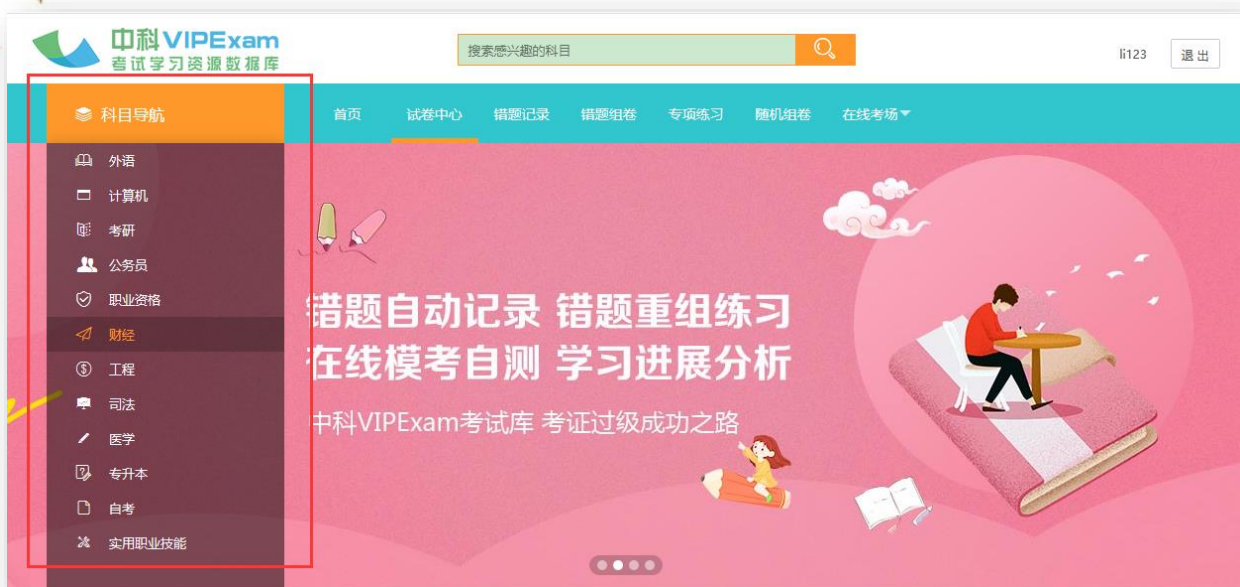 中科VIPExam
考试学习资源数据库
搜索感兴趣的科目
li123
退出
科目导航
首页
试卷中心
错题记录
错题组卷
专项练习
随机组卷
在线考场
外语
计算机
考研
公务员
职业资格
财经
工程
司法
医学
专升本
自考
实用职业技能
错题自动记录 错题重组练习
在线模考自测 学习进展分析
中科VIPExam考试库 考证过级成功之路